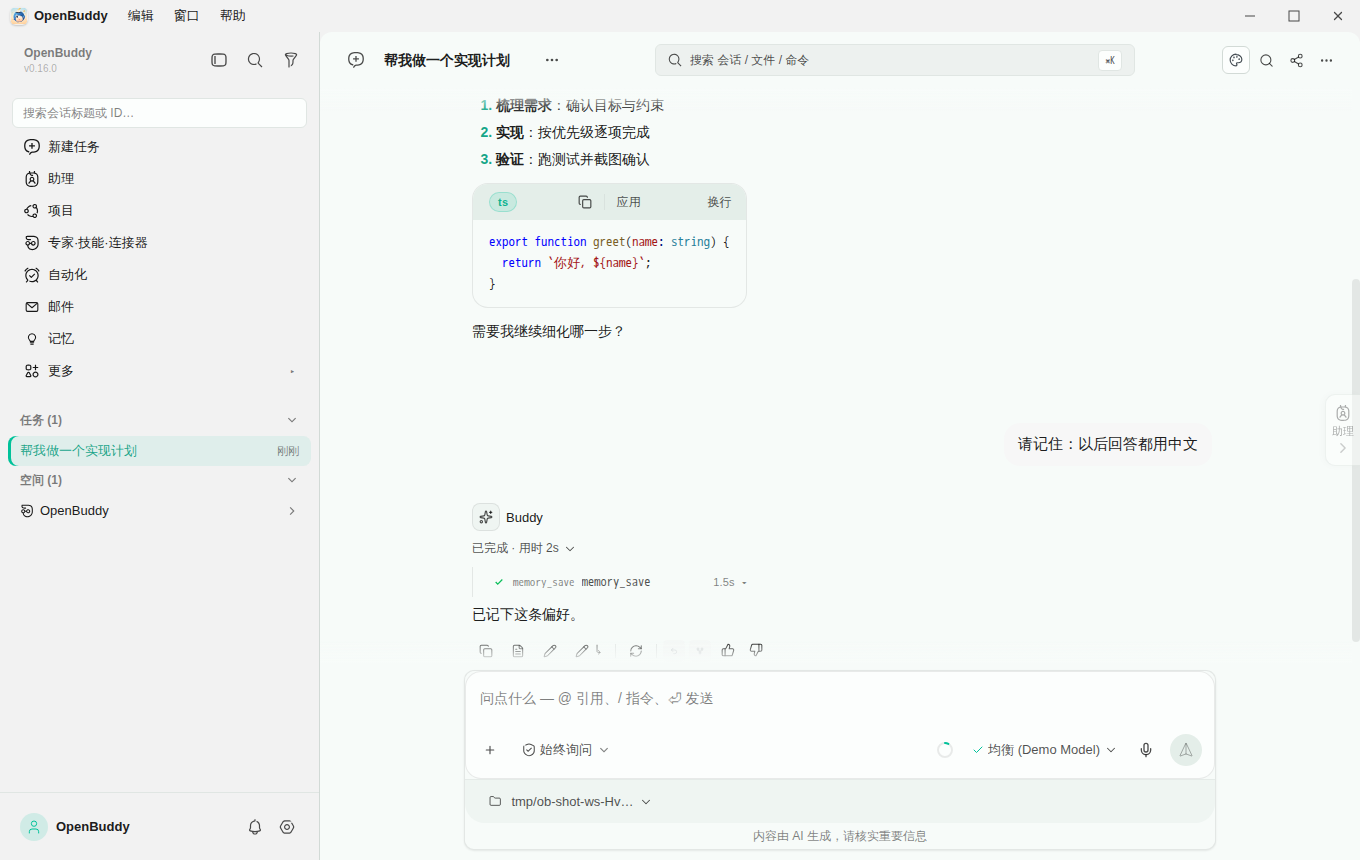 OpenBuddy 编辑 窗口 帮助
OpenBuddy
v0.16.0
搜索会话标题或 ID…
新建任务
助理
项目
专家·技能·连接器
自动化
邮件
记忆
更多
任务 (1)
帮我做一个实现计划 刚刚
空间 (1)
OpenBuddy
OpenBuddy
帮我做一个实现计划
搜索 会话 / 文件 / 命令 ⌘K
1. 梳理需求：确认目标与约束
2. 实现：按优先级逐项完成
3. 验证：跑测试并截图确认
ts 应用 换行
export function greet(name: string) {
return `你好, ${name}`;
}
需要我继续细化哪一步？
请记住：以后回答都用中文
助理
Buddy
已完成 · 用时 2s
memory_save memory_save 1.5s
已记下这条偏好。
问点什么 — @ 引用、/ 指令、⏎ 发送
始终询问
均衡 (Demo Model)
tmp/ob-shot-ws-Hv…
内容由 AI 生成，请核实重要信息